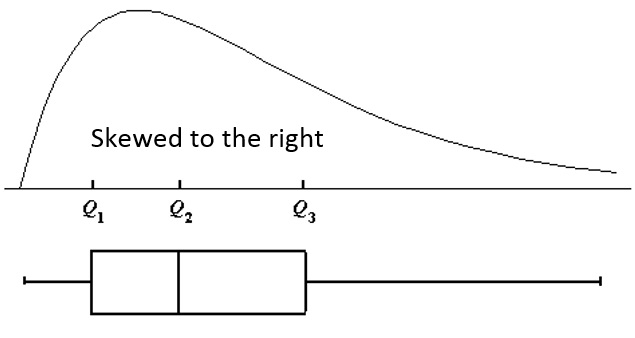 Skewed to the right
Q₁ Q₂ Q₃